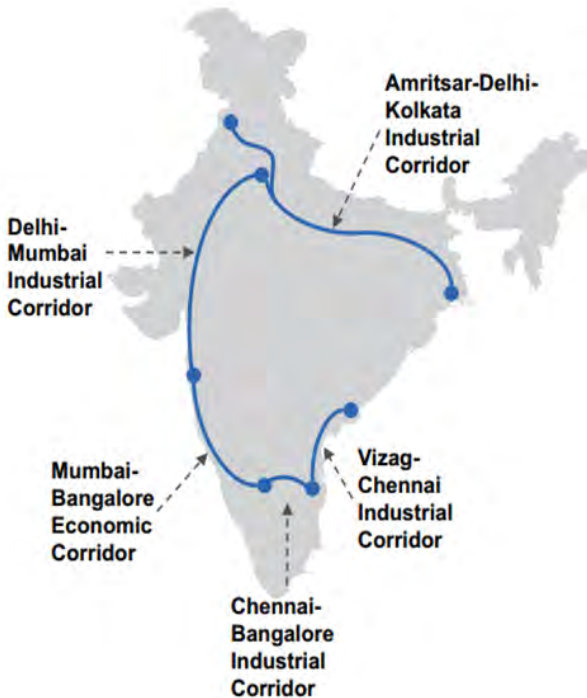 Amritsar-Delhi-
Kolkata
Industrial
Corridor
Delhi-
Mumbai
Industrial
Corridor
Mumbai-
Bangalore
Economic
Corridor
Vizag-
Chennai
Industrial
Corridor
Chennai-
Bangalore
Industrial
Corridor